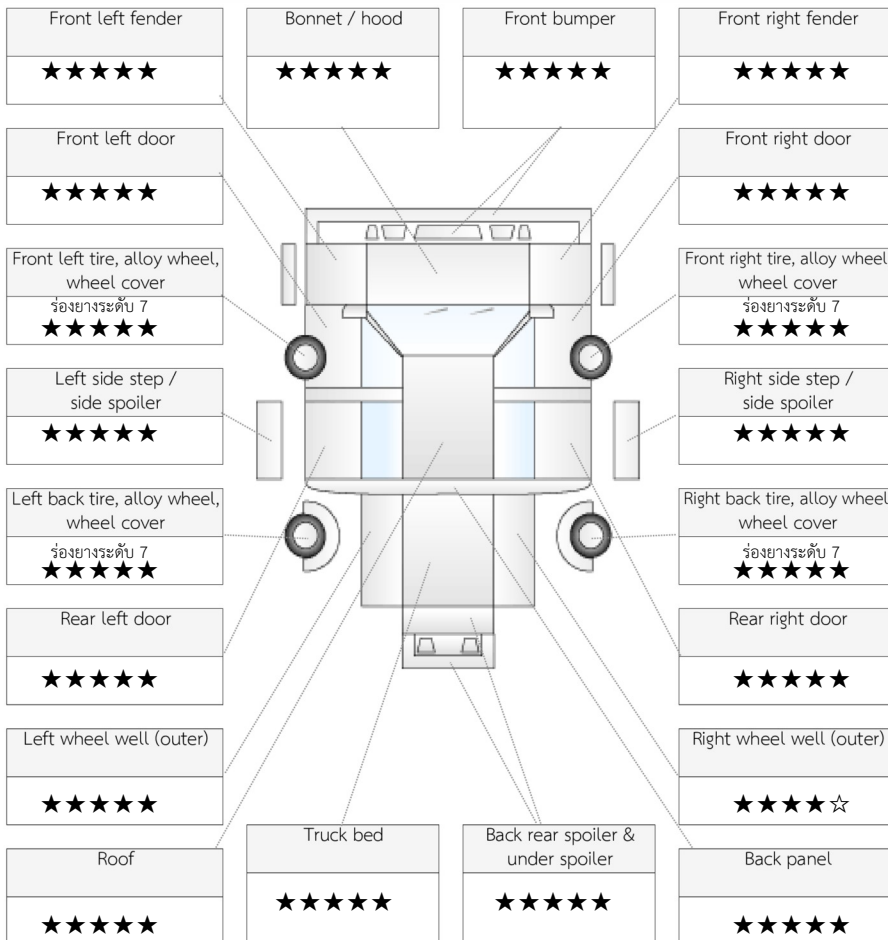 Front left fender
★★★★★
Bonnet / hood
★★★★★
Front bumper
★★★★★
Front right fender
★★★★★
Front left door
★★★★★
Front right door
★★★★★
Front left tire, alloy wheel,
wheel cover
ร่องยางระดับ 7
★★★★★
Front right tire, alloy wheel
wheel cover
ร่องยางระดับ 7
★★★★★
Left side step /
side spoiler
★★★★★
Right side step /
side spoiler
★★★★★
Left back tire, alloy wheel,
wheel cover
ร่องยางระดับ 7
★★★★★
Right back tire, alloy wheel
wheel cover
ร่องยางระดับ 7
★★★★★
Rear left door
★★★★★
Rear right door
★★★★★
Left wheel well (outer)
★★★★★
Right wheel well (outer)
★★★★☆
Roof
★★★★★
Truck bed
★★★★★
Back rear spoiler &
under spoiler
★★★★★
Back panel
★★★★★